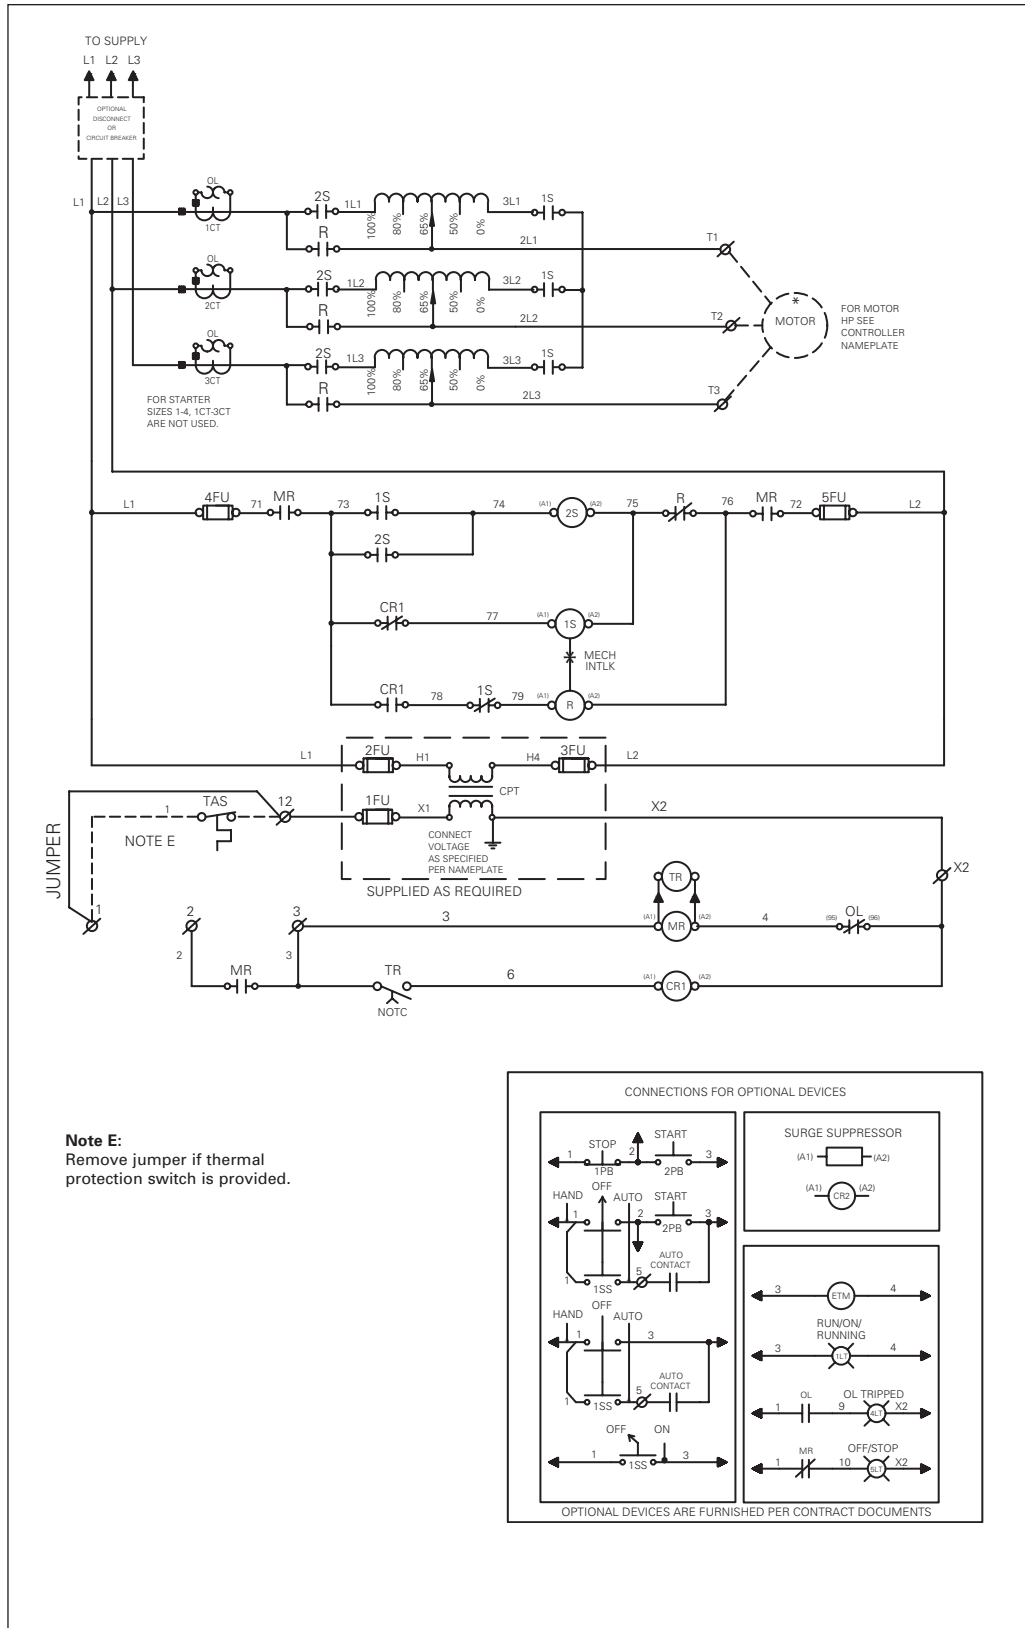 TO SUPPLY
L1 L2 L3
OPTIONAL
DISCONNECT
OR
CIRCUIT BREAKER
L1 L2 L3
OL
1CT
2S
1L1
100% 80% 65% 50% 0%
3L1
1S
R
2L1
T1
OL
2CT
2S
1L2
100% 80% 65% 50% 0%
3L2
1S
R
2L2
T2
*
MOTOR
FOR MOTOR
HP SEE
CONTROLLER
NAMEPLATE
OL
3CT
2S
1L3
100% 80% 65% 50% 0%
3L3
1S
R
2L3
T3
FOR STARTER
SIZES 1-4, 1CT-3CT
ARE NOT USED.
L1 4FU 71 MR 73 1S 74 (A1) 2S (A2) 75 R 76 MR 72 5FU L2
2S
CR1 77 (A1) 1S (A2)
MECH
INTLK
CR1 78 1S 79 (A1) R (A2)
L1 2FU H1 H4 3FU L2
CPT
1 TAS 12 1FU X1 X2
NOTE E
JUMPER
CONNECT
VOLTAGE
AS SPECIFIED
PER NAMEPLATE
SUPPLIED AS REQUIRED
TR
X2
1 2 3 3 (A1) MR (A2) 4 (95) OL (96)
2 MR 3 TR 6 (A1) CR1 (A2)
NOTC
Note E:
Remove jumper if thermal
protection switch is provided.
CONNECTIONS FOR OPTIONAL DEVICES
1 STOP 2 START 3
1PB 2PB
HAND OFF AUTO START
1 2 3
2PB
AUTO
CONTACT
1 1SS 5
HAND OFF AUTO
1 3
AUTO
CONTACT
1 1SS 5
OFF ON
1 1SS 3
SURGE SUPPRESSOR
(A1) (A2)
(A1) CR2 (A2)
3 ETM 4
RUN/ON/
RUNNING
3 1LT 4
OL OL TRIPPED
1 9 4LT X2
MR OFF/STOP
1 10 5LT X2
OPTIONAL DEVICES ARE FURNISHED PER CONTRACT DOCUMENTS